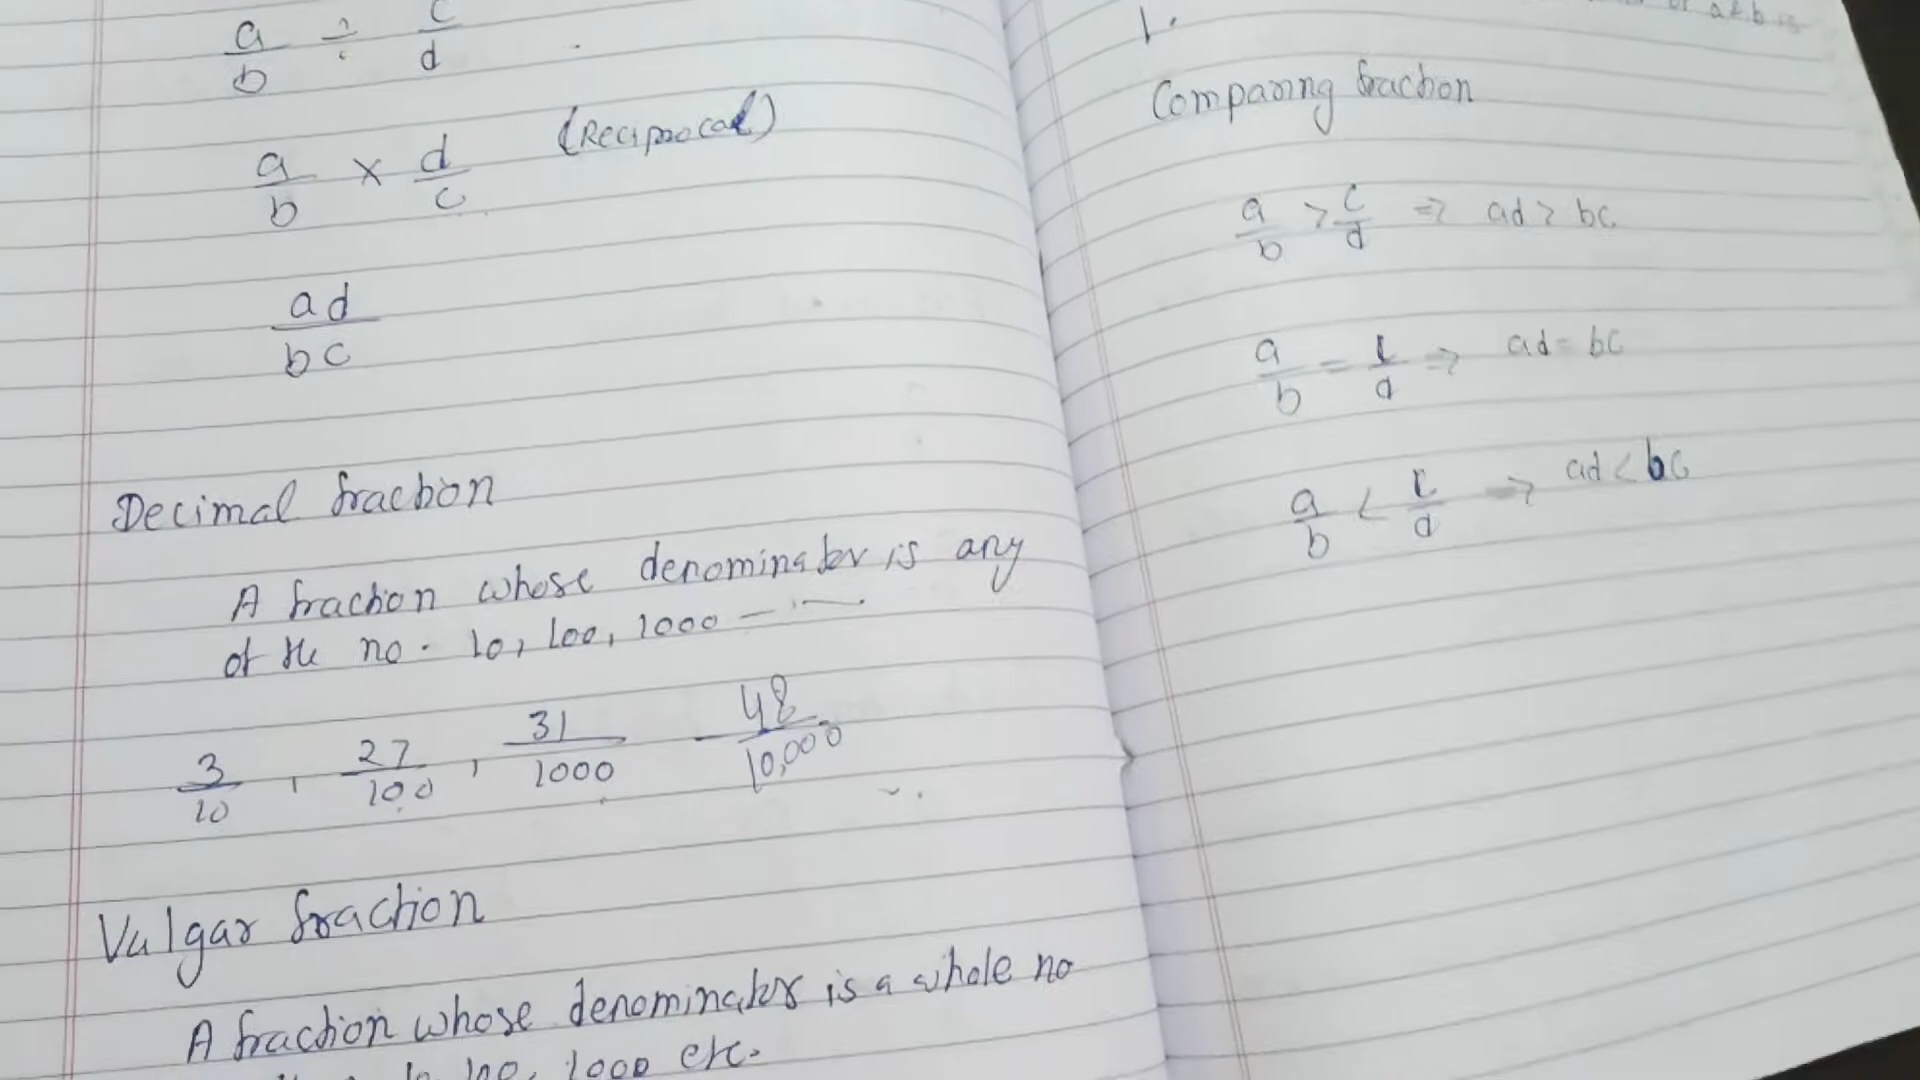 a/b ÷ c/d
a/b × d/c (Reciprocal)
ad/bc
Decimal fraction
A fraction whose denominator is any
of the no. 10, 100, 1000 -----
3/10, 27/100, 31/1000 - 48/10,000
Vulgar fraction
A fraction whose denominator is a whole no
10, 100, 1000 etc.
a & b is
1.
Comparing fraction
a/b > c/d ⇒ ad > bc
a/b = c/d ⇒ ad = bc
a/b < c/d ⇒ ad < bc